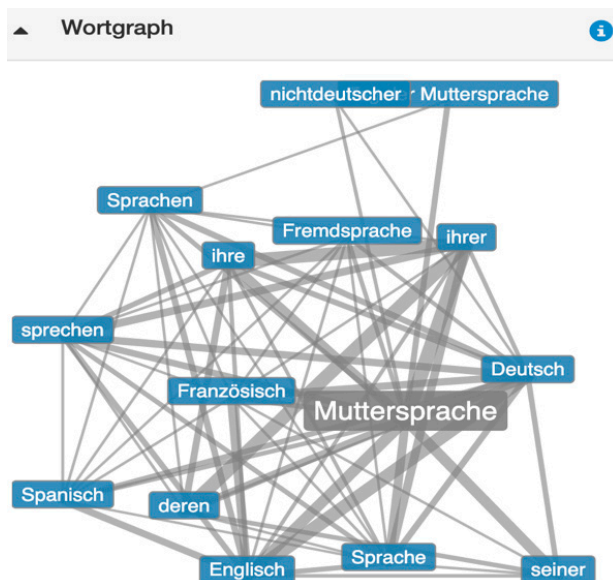 Wortgraph
nichtdeutscher
Muttersprache
Sprachen
Fremdsprache
ihrer
ihre
sprechen
Deutsch
Französisch
Muttersprache
Spanisch
deren
Sprache
Englisch
seiner